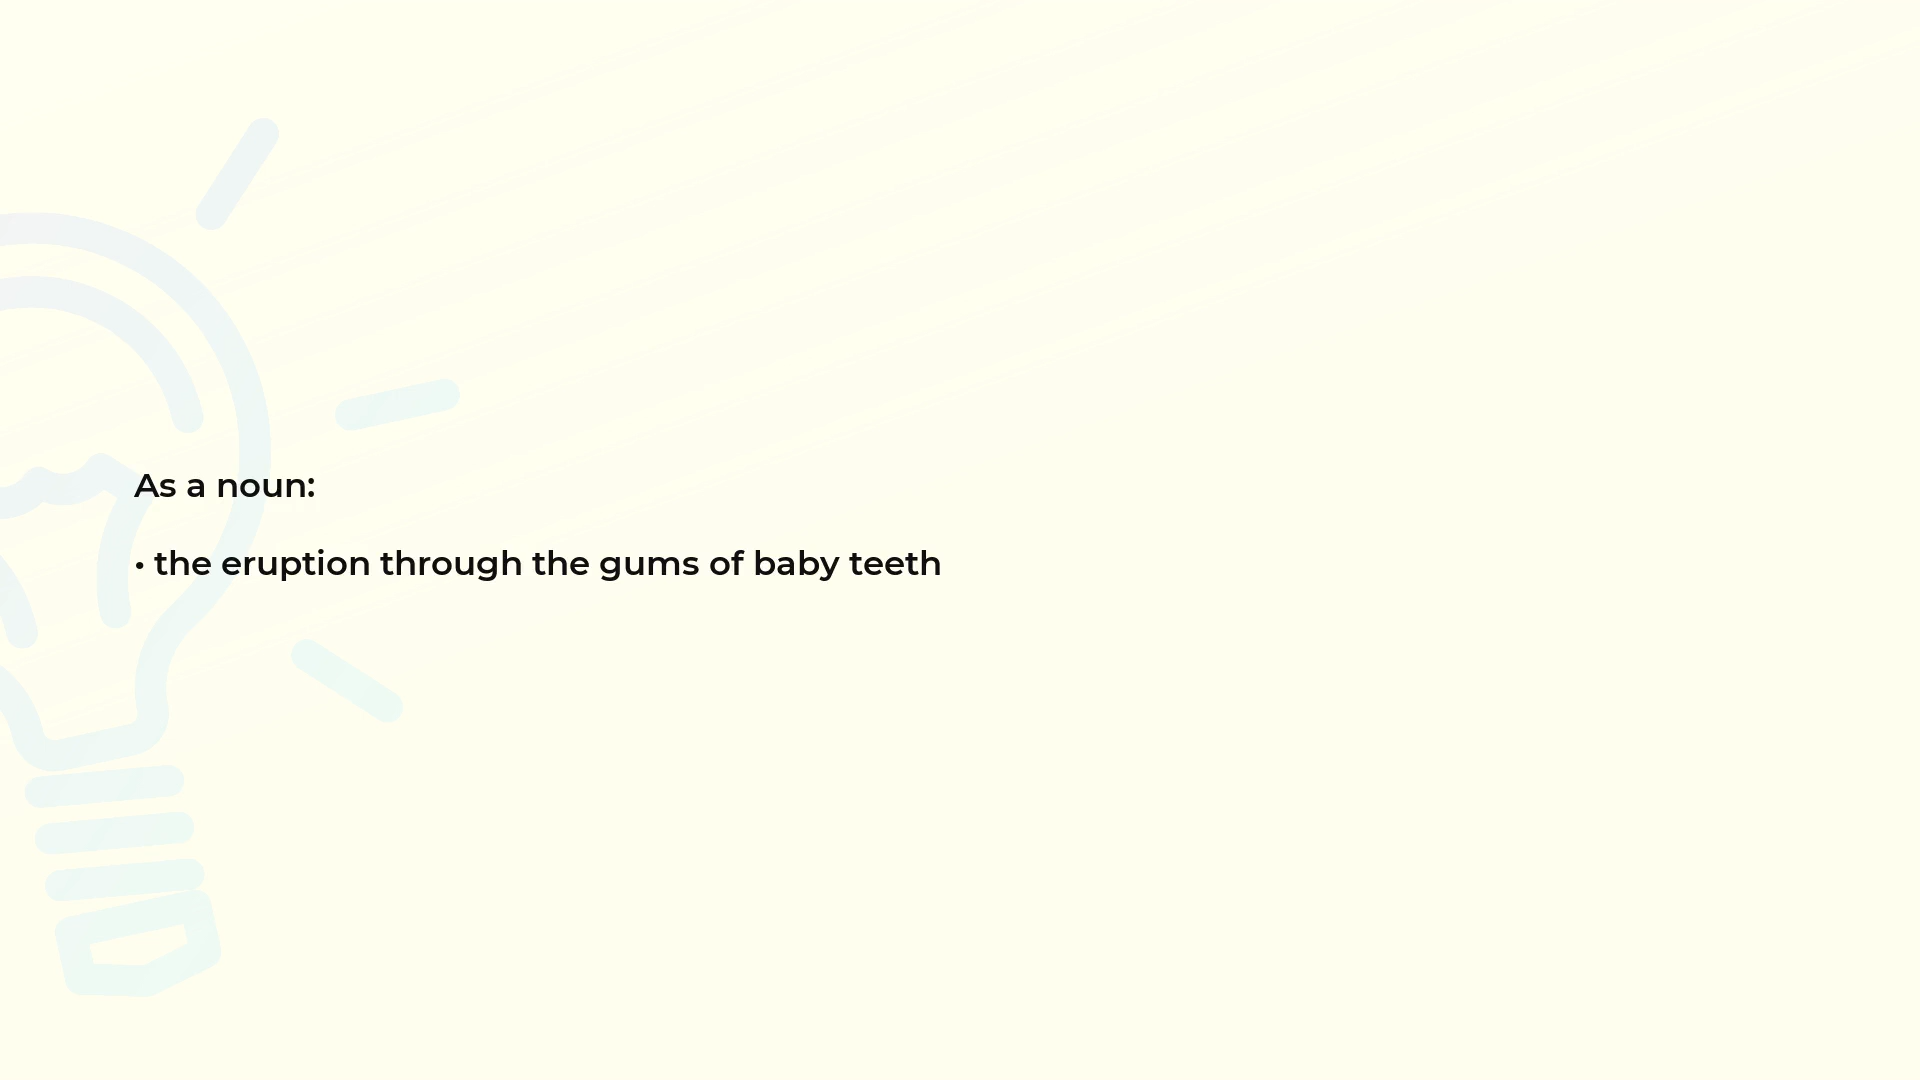 As a noun:
• the eruption through the gums of baby teeth